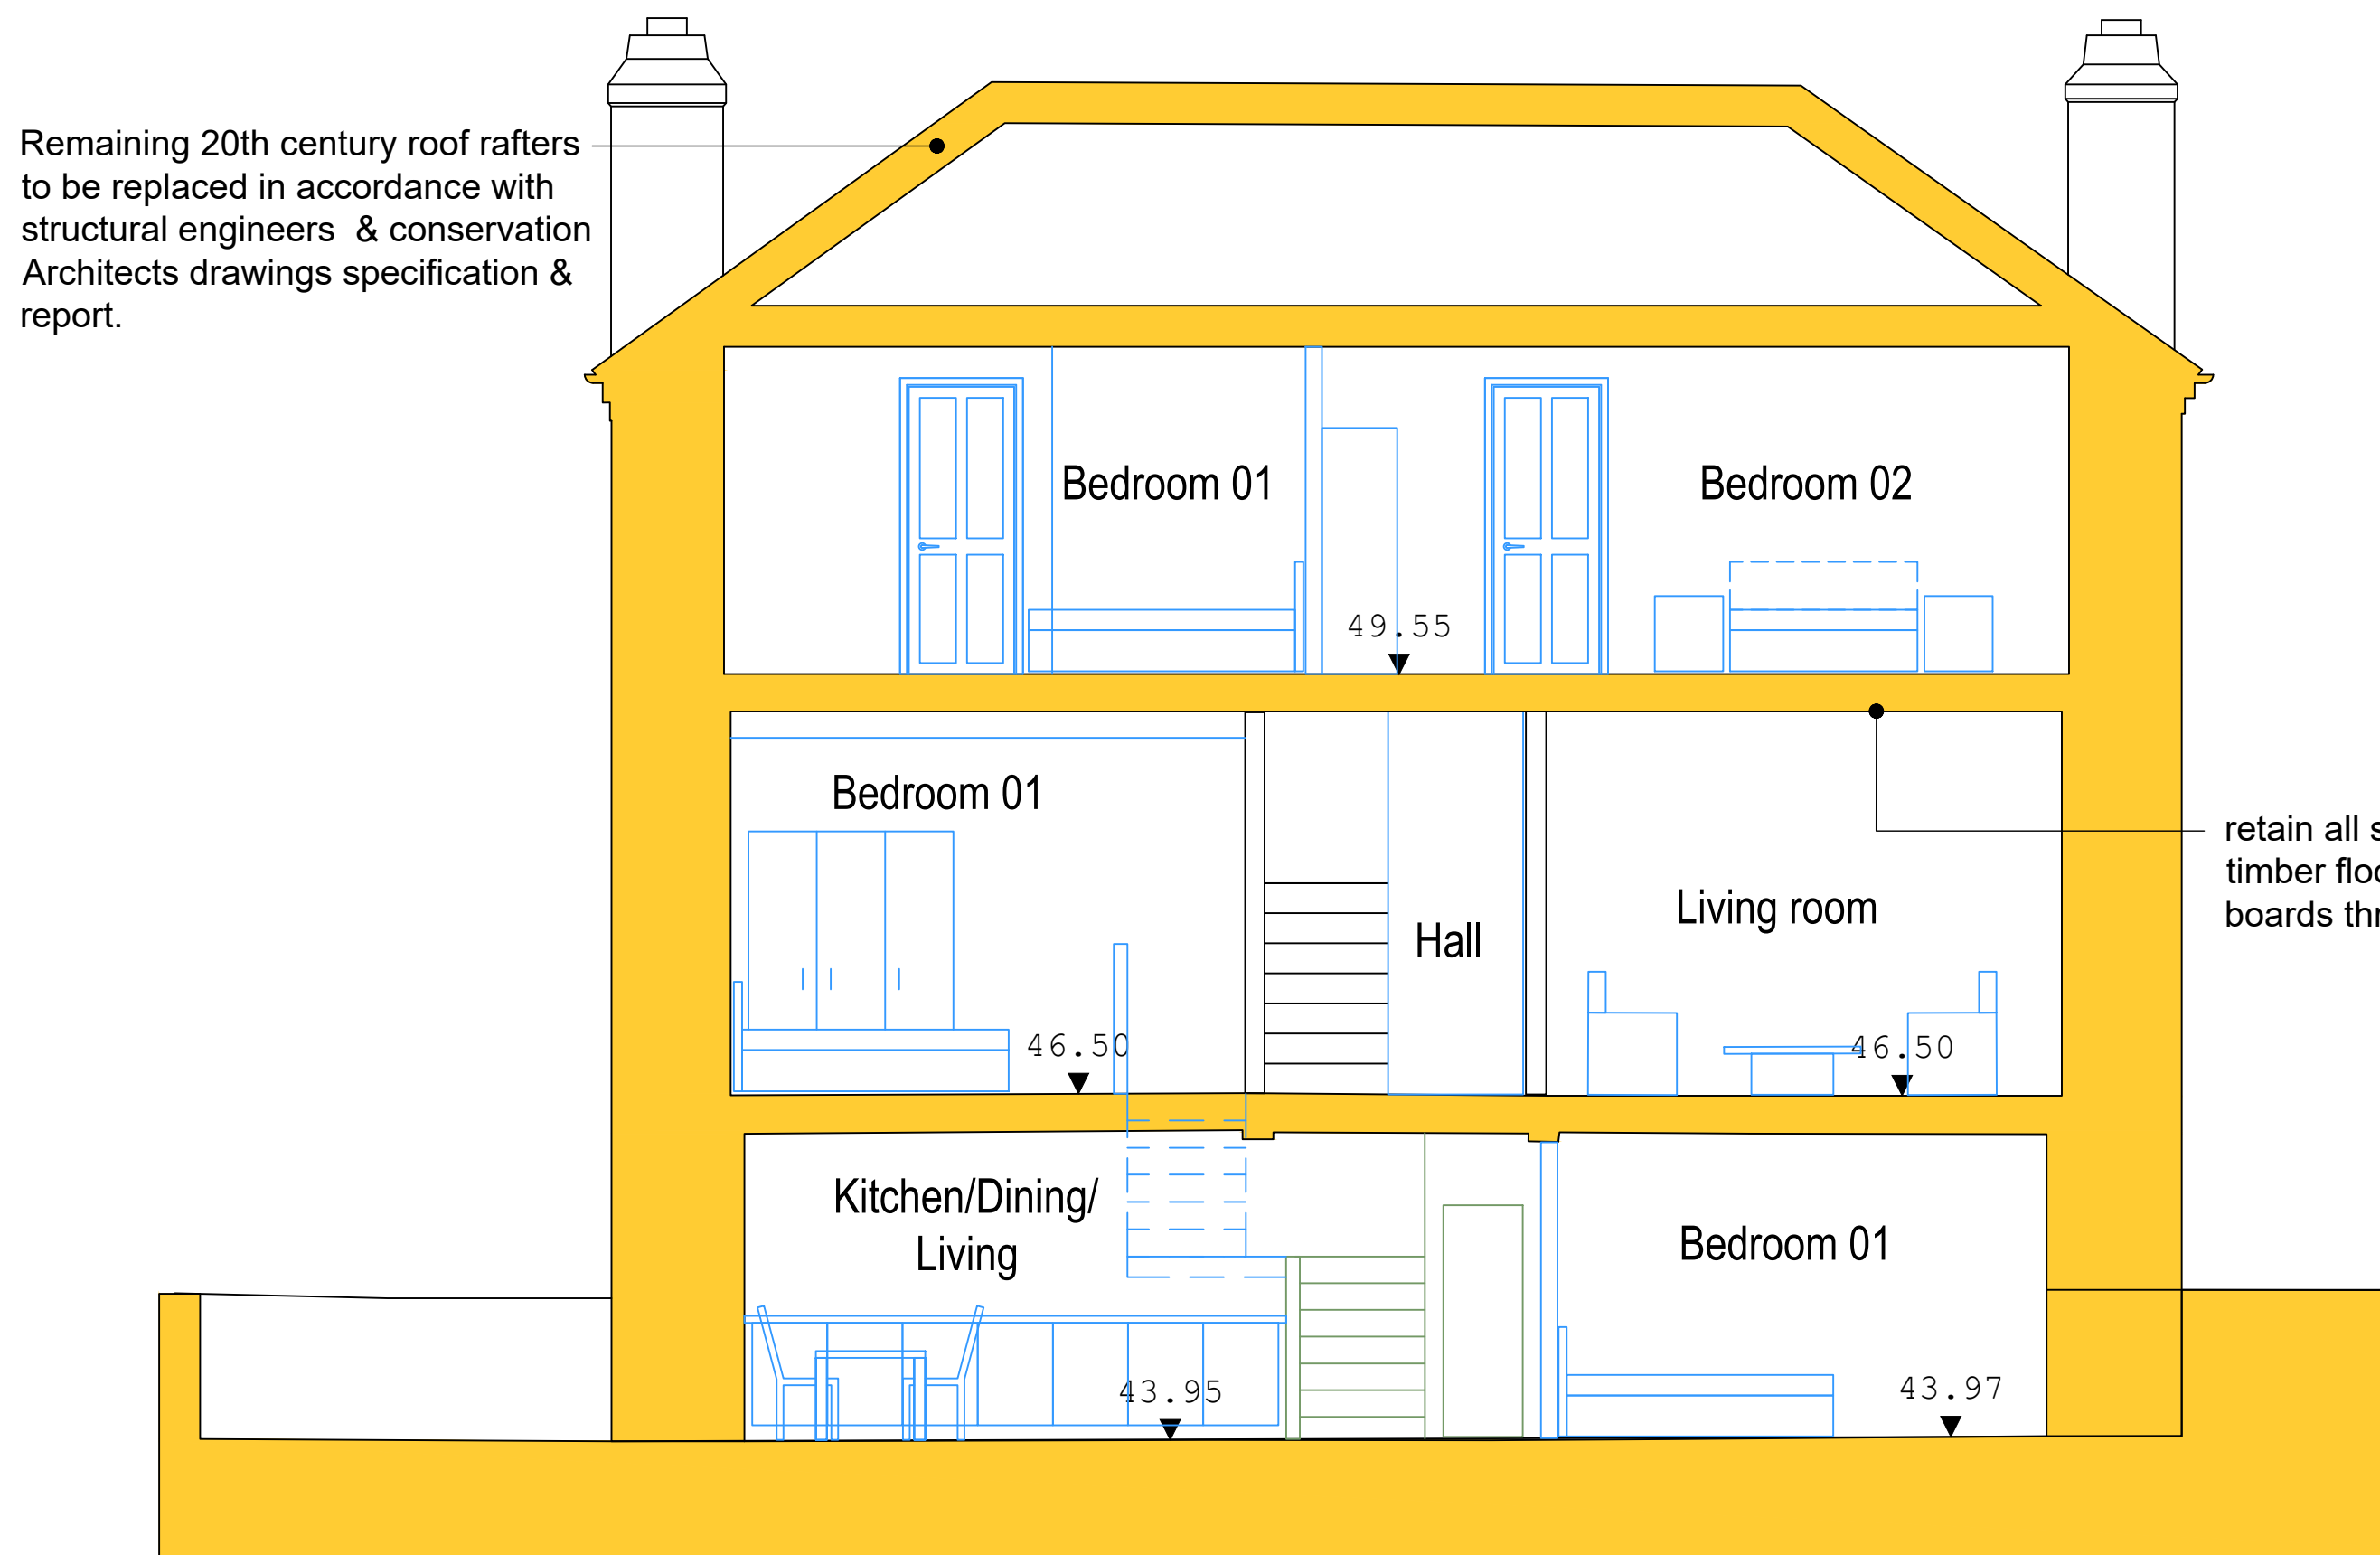 Remaining 20th century roof rafters
to be replaced in accordance with
structural engineers & conservation
Architects drawings specification &
report.
Bedroom 01
Bedroom 02
49.55
Bedroom 01
Hall
Living room
46.50
46.50
retain all
timber
boards
Kitchen/Dining/
Living
Bedroom 01
43.95
43.97